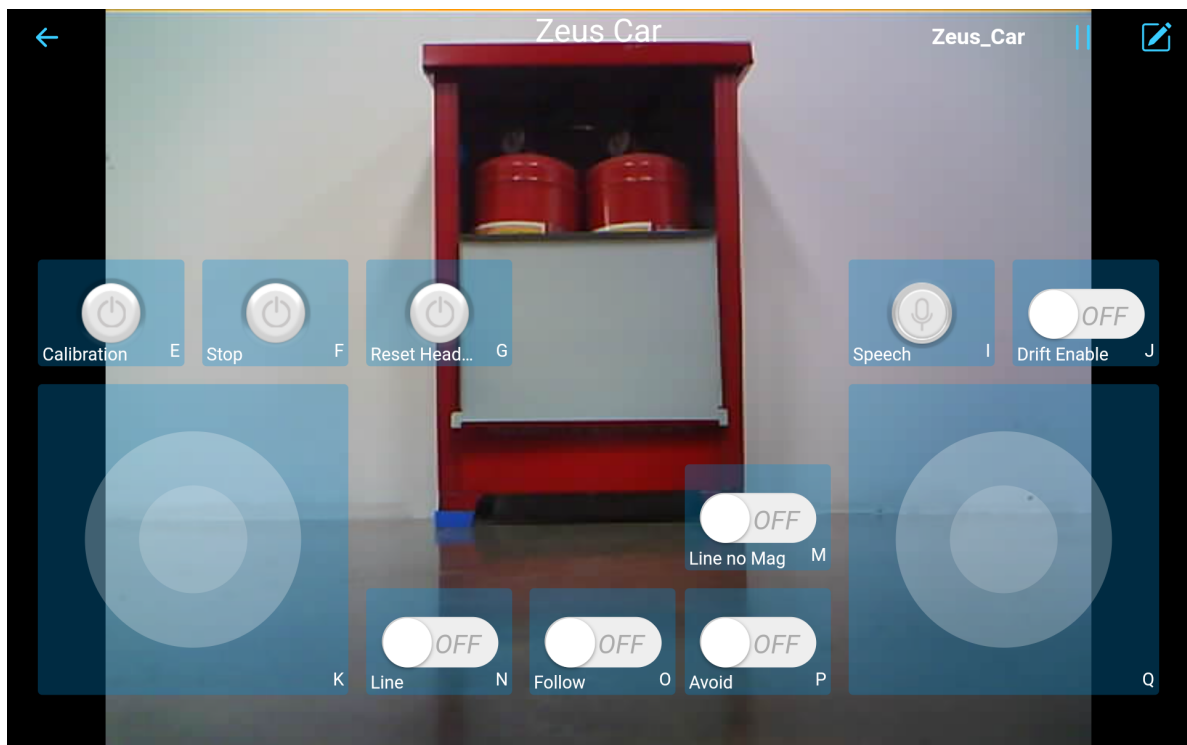 Zeus Car
Zeus_Car
Calibration E
Stop F
Reset Head... G
Speech I
OFF
Drift Enable J
OFF
Line no Mag M
K
OFF
Line N
OFF
Follow O
OFF
Avoid P
Q